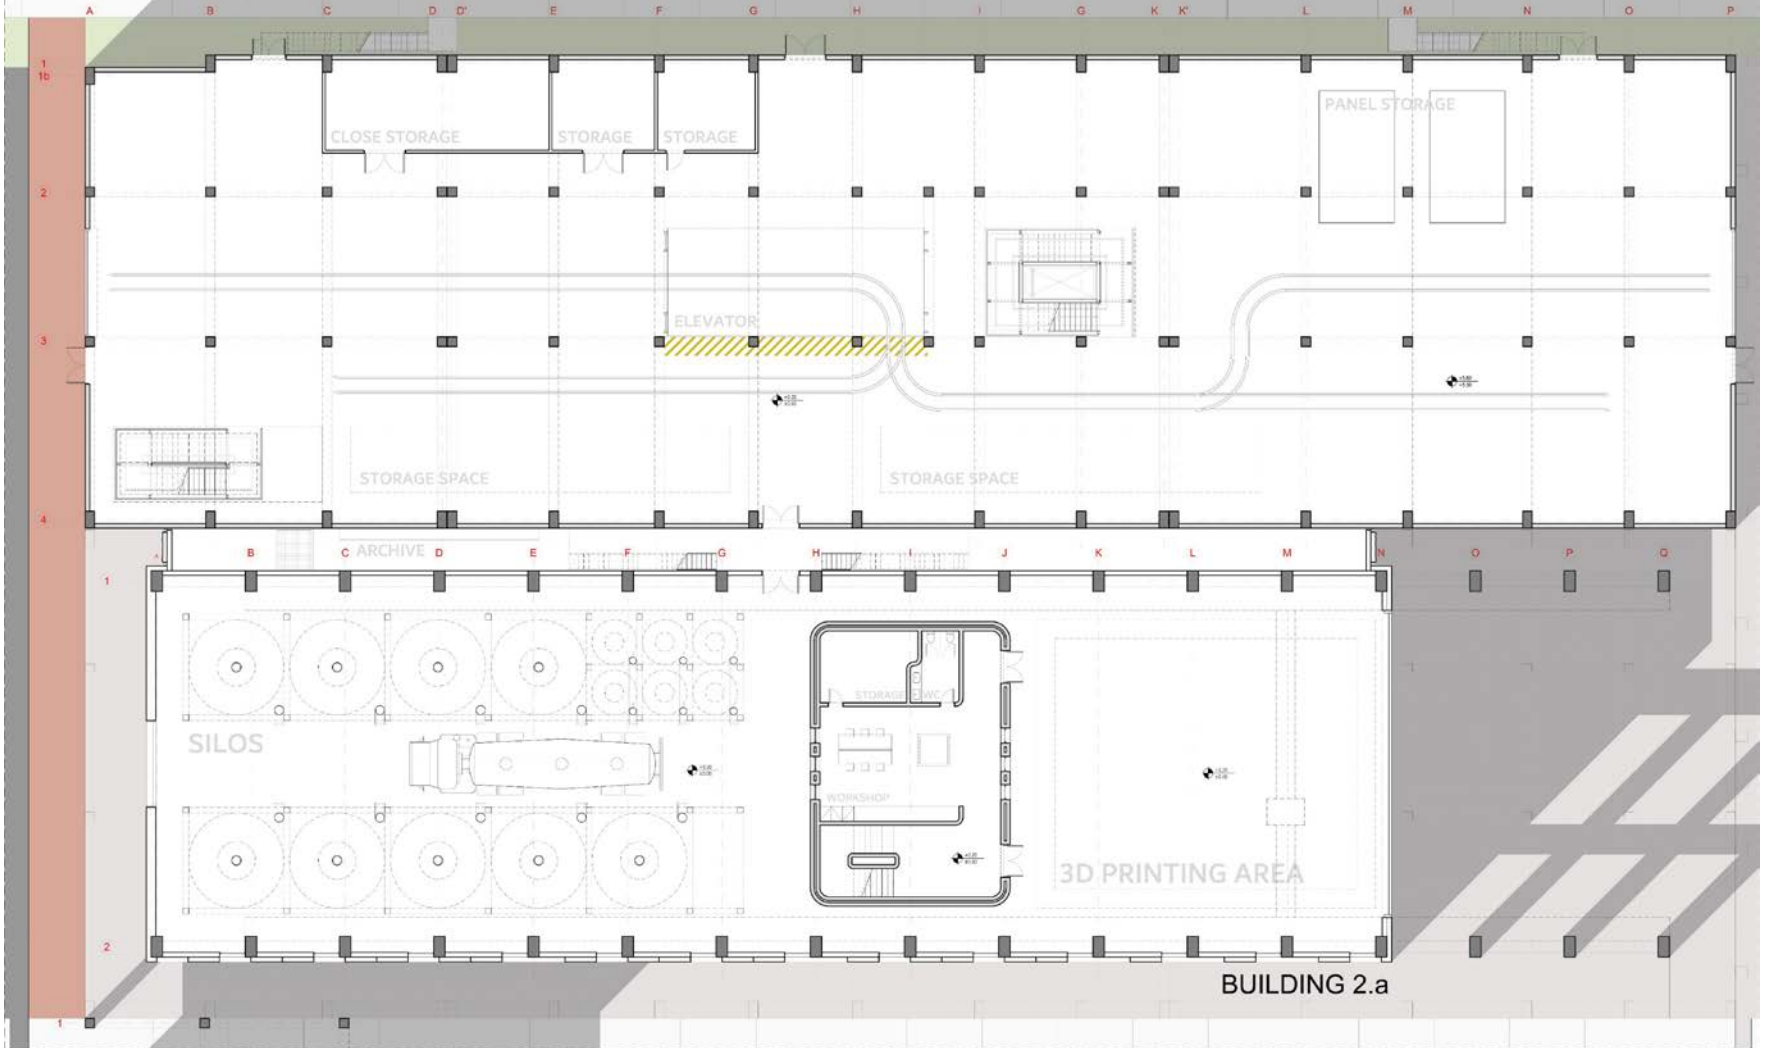 A B C D D' E F G H I G K K' L M N O P
1
1b
PANEL STORAGE
CLOSE STORAGE STORAGE STORAGE
2
ELEVATOR
3
STORAGE SPACE STORAGE SPACE
4
ARCHIVE
B C D E F G H I J K L M N O P Q
1
STORAGE WC
SILOS
WORKSHOP
3D PRINTING AREA
2
BUILDING 2.a
1